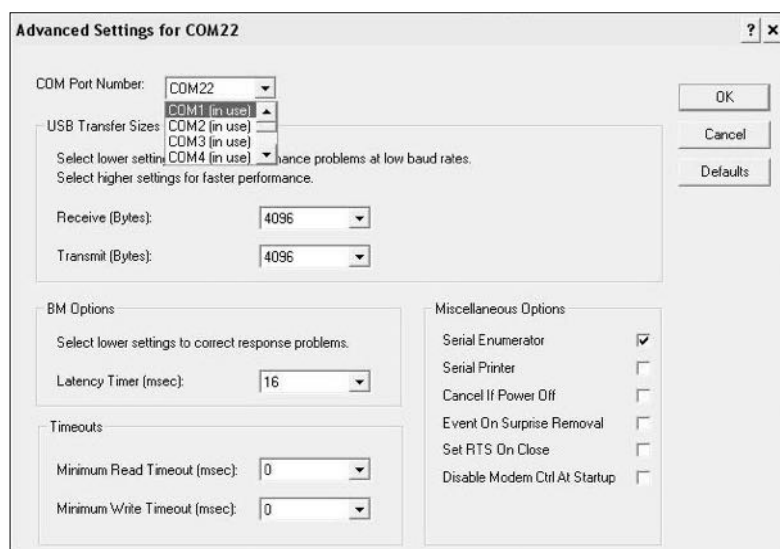 Advanced Settings for COM22
? ×
COM Port Number: COM22
COM1 (in use)
COM2 (in use)
COM3 (in use)
COM4 (in use)
OK
Cancel
Defaults
USB Transfer Sizes
Select lower settin mance problems at low baud rates.
Select higher settings for faster performance.
Receive (Bytes): 4096
Transmit (Bytes): 4096
BM Options
Select lower settings to correct response problems.
Latency Timer (msec): 16
Timeouts
Minimum Read Timeout (msec): 0
Minimum Write Timeout (msec): 0
Miscellaneous Options
Serial Enumerator
Serial Printer
Cancel If Power Off
Event On Surprise Removal
Set RTS On Close
Disable Modem Ctrl At Startup